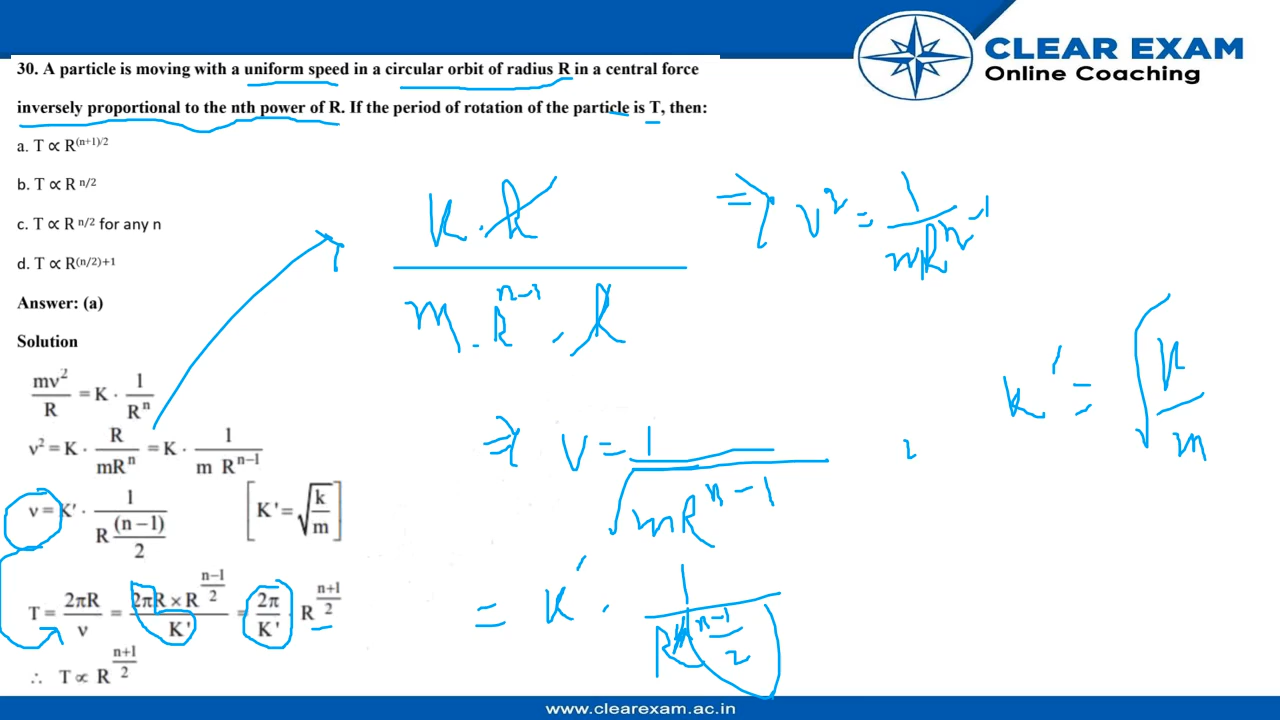 CLEAR EXAM
Online Coaching
30. A particle is moving with a uniform speed in a circular orbit of radius R in a central force
inversely proportional to the nth power of R. If the period of rotation of the particle is T, then:
a. T ∝ R^(n+1)/2
b. T ∝ R^n/2
c. T ∝ R^n/2 for any n
d. T ∝ R^(n/2)+1
Answer: (a)
Solution
mv²/R = K · 1/Rⁿ
v² = K · R/mRⁿ = K · 1/m R^(n−1)
v = K' · 1/R^((n−1)/2) [K' = √(k/m)]
T = 2πR/v = 2πR × R^((n−1)/2)/K' = 2π/K' · R^((n+1)/2)
∴ T ∝ R^((n+1)/2)
K · R / m · R^(n−1) · R
⇒ v² = 1/mR^(n−1)
⇒ v = 1/√(mR^(n−1))
= K' · 1/R^((n−1)/2)
K' = √(K/m)
www.clearexam.ac.in